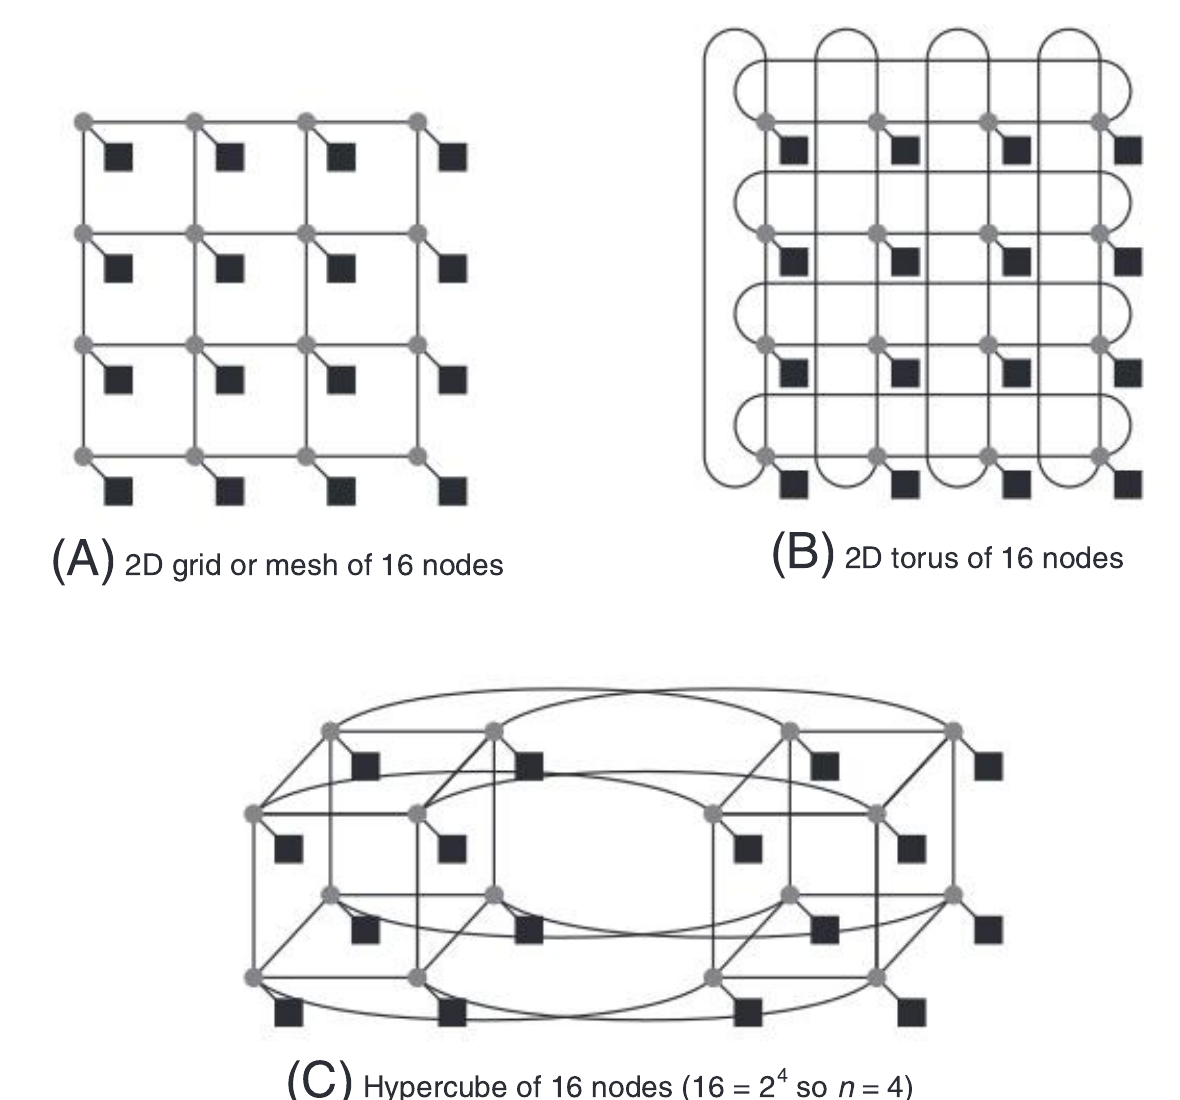 (A) 2D grid or mesh of 16 nodes
(B) 2D torus of 16 nodes
(C) Hypercube of 16 nodes (16 = 2⁴ so n = 4)